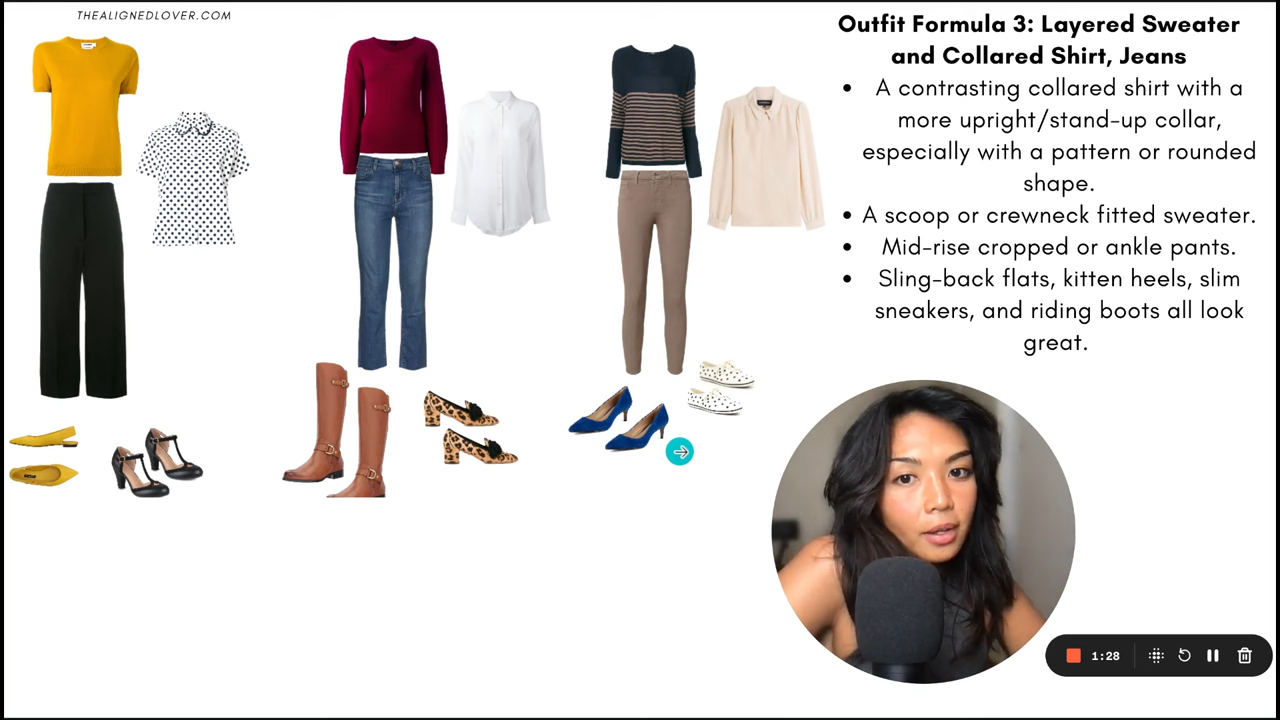 THEALIGNEDLOVER.COM
Outfit Formula 3: Layered Sweater
and Collared Shirt, Jeans
• A contrasting collared shirt with a
more upright/stand-up collar,
especially with a pattern or rounded
shape.
• A scoop or crewneck fitted sweater.
• Mid-rise cropped or ankle pants.
• Sling-back flats, kitten heels, slim
sneakers, and riding boots all look
great.
1:28